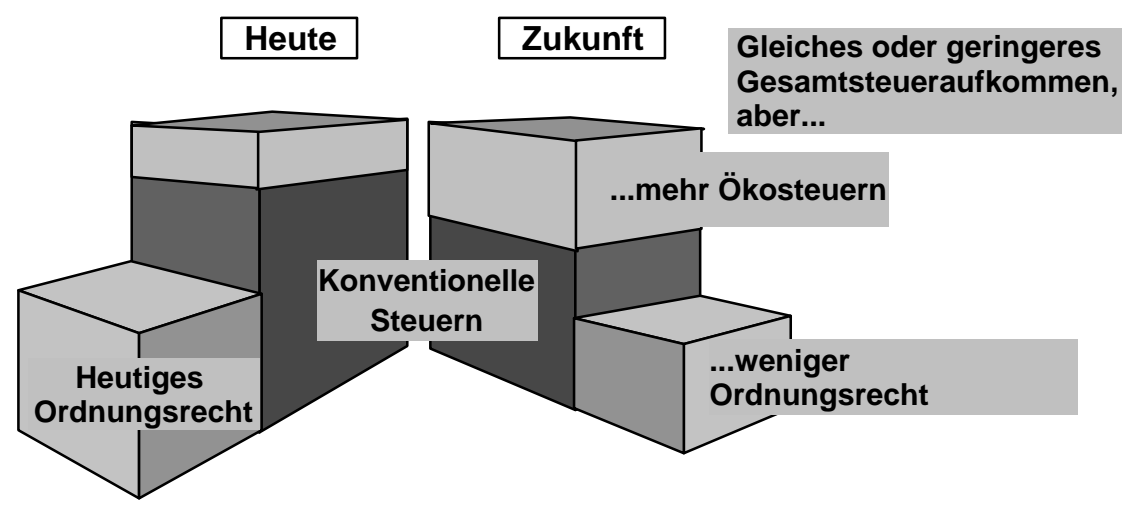 Heute
Zukunft
Gleiches oder geringeres
Gesamtsteueraufkommen,
aber...
...mehr Ökosteuern
Konventionelle
Steuern
...weniger
Ordnungsrecht
Heutiges
Ordnungsrecht